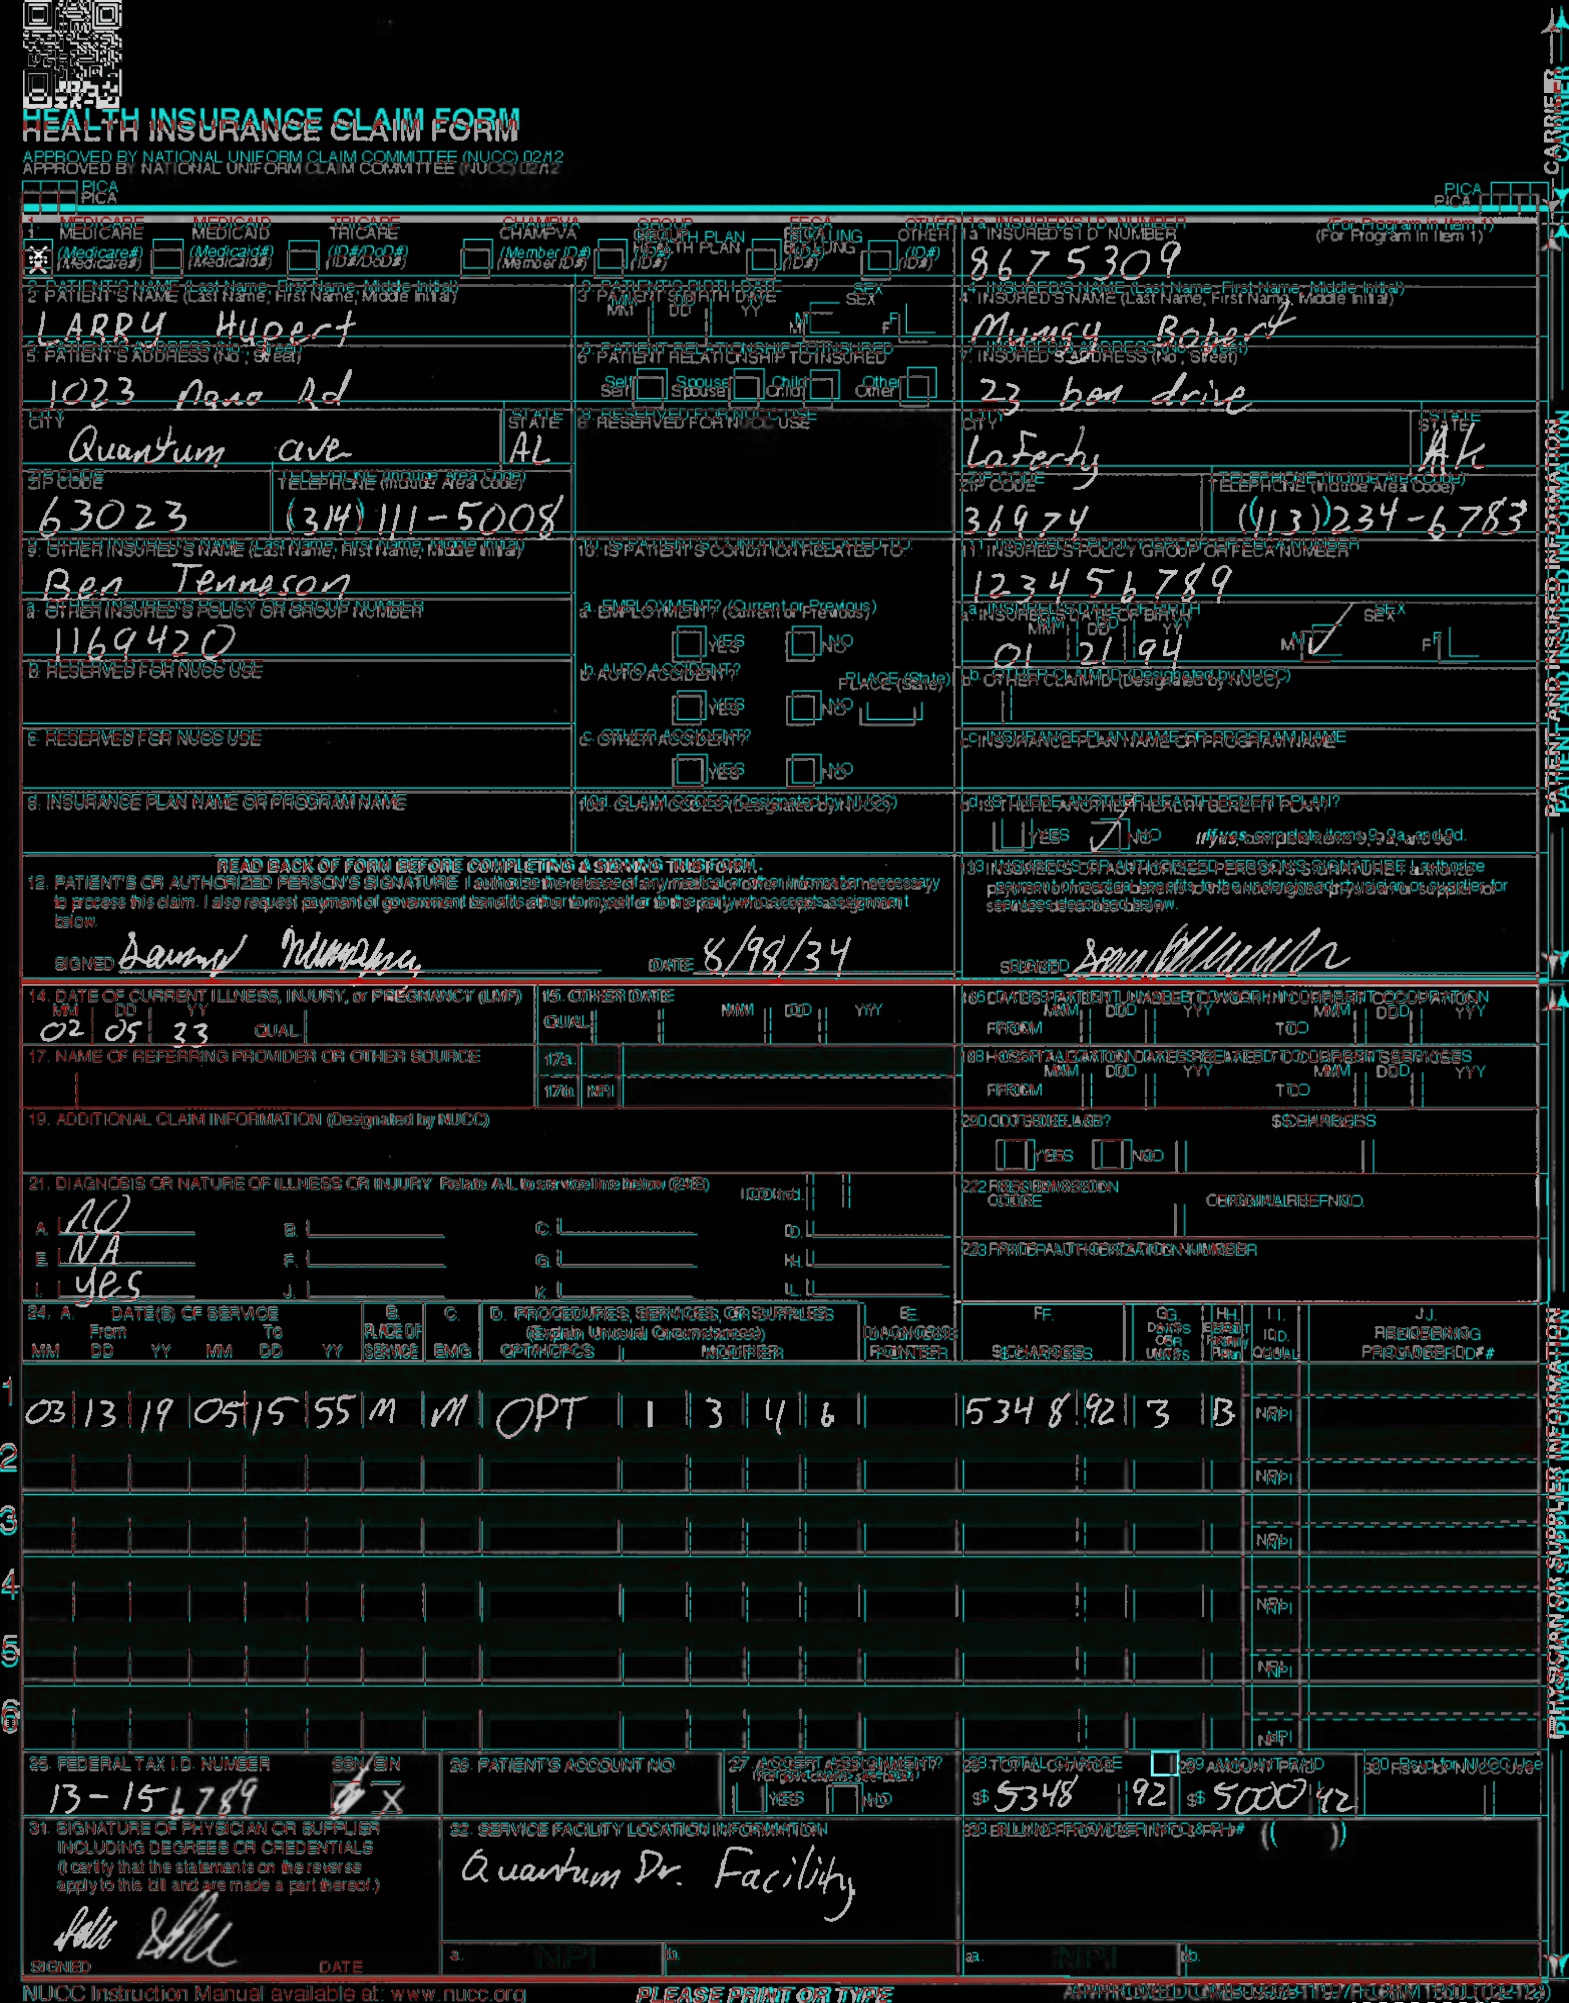 HEALTH INSURANCE CLAIM FORM
APPROVED BY NATIONAL UNIFORM CLAIM COMMITTEE (NUCC) 02/12
PICA
PICA
CARRIER
1. MEDICARE MEDICAID TRICARE CHAMPVA GROUP HEALTH PLAN FECA OTHER
(Medicare#) (Medicaid#) (ID#/DoD#) (Member ID#) (ID#) (ID#) (ID#)
1a. INSURED'S I.D. NUMBER (For Program in Item 1)
8675309
2. PATIENT'S NAME (Last Name, First Name, Middle Initial)
LARRY Hupert
3. PATIENT'S BIRTH DATE SEX
MM DD YY M F
4. INSURED'S NAME (Last Name, First Name, Middle Initial)
5. PATIENT'S ADDRESS (No., Street)
1023 Rd
6. PATIENT RELATIONSHIP TO INSURED
Self Spouse Child Other
7. INSURED'S ADDRESS (No., Street)
23 ben drive
CITY STATE
Quantum ave AL
8. RESERVED FOR NUCC USE
CITY STATE
Laferty AK
ZIP CODE TELEPHONE (Include Area Code)
63023 (314) 111-5008
ZIP CODE TELEPHONE (Include Area Code)
36974 (113) 234-6783
9. OTHER INSURED'S NAME (Last Name, First Name, Middle Initial)
Ben Tenneson
10. IS PATIENT'S CONDITION RELATED TO:
11. INSURED'S POLICY GROUP OR FECA NUMBER
123456789
a. OTHER INSURED'S POLICY OR GROUP NUMBER
1169420
a. EMPLOYMENT? (Current or Previous)
YES NO
a. INSURED'S DATE OF BIRTH SEX
MM DD YY
01 21 94 M F
b. RESERVED FOR NUCC USE
b. AUTO ACCIDENT? PLACE (State)
YES NO
b. OTHER CLAIM ID (Designated by NUCC)
c. RESERVED FOR NUCC USE
c. OTHER ACCIDENT?
YES NO
c. INSURANCE PLAN NAME OR PROGRAM NAME
d. INSURANCE PLAN NAME OR PROGRAM NAME
10d. CLAIM CODES (Designated by NUCC)
d. IS THERE ANOTHER HEALTH BENEFIT PLAN?
YES NO If yes, complete items 9, 9a, and 9d.
READ BACK OF FORM BEFORE COMPLETING & SIGNING THIS FORM.
12. PATIENT'S OR AUTHORIZED PERSON'S SIGNATURE I authorize the release of any medical or other information necessary
to process this claim. I also request payment of government benefits either to myself or to the party who accepts assignment
below.
SIGNED DATE 8/98/34
13. INSURED'S OR AUTHORIZED PERSON'S SIGNATURE I authorize
payment of medical benefits to the undersigned physician or supplier for
services described below.
SIGNED
PATIENT AND INSURED INFORMATION
14. DATE OF CURRENT ILLNESS, INJURY, or PREGNANCY (LMP)
MM DD YY
02 05 33 QUAL
15. OTHER DATE
QUAL MM DD YY
16. DATES PATIENT UNABLE TO WORK IN CURRENT OCCUPATION
MM DD YY MM DD YY
FROM TO
17. NAME OF REFERRING PROVIDER OR OTHER SOURCE
17a.
17b. NPI
18. HOSPITALIZATION DATES RELATED TO CURRENT SERVICES
MM DD YY MM DD YY
FROM TO
19. ADDITIONAL CLAIM INFORMATION (Designated by NUCC)
20. OUTSIDE LAB? $ CHARGES
YES NO
21. DIAGNOSIS OR NATURE OF ILLNESS OR INJURY Relate A-L to service line below (24E) ICD Ind.
A. NO B. C. D.
E. NA F. G. H.
I. yes J. K. L.
22. RESUBMISSION CODE ORIGINAL REF. NO.
23. PRIOR AUTHORIZATION NUMBER
24. A. DATE(S) OF SERVICE B. C. D. PROCEDURES, SERVICES, OR SUPPLIES E. F. G. H. I. J.
From To PLACE OF (Explain Unusual Circumstances) DIAGNOSIS DAYS OR EPSDT ID. RENDERING
MM DD YY MM DD YY SERVICE EMG CPT/HCPCS MODIFIER POINTER $ CHARGES UNITS Family Plan QUAL. PROVIDER ID. #
1
03 13 19 05 15 55 M M OPT 1 3 4 6 5348 92 3 B NPI
2
NPI
3
NPI
4
NPI
5
NPI
6
NPI
PHYSICIAN OR SUPPLIER INFORMATION
25. FEDERAL TAX I.D. NUMBER SSN EIN
13-156789 X
26. PATIENT'S ACCOUNT NO.
27. ACCEPT ASSIGNMENT?
YES NO
28. TOTAL CHARGE
$ 5348 92
29. AMOUNT PAID
$ 5000 42
30. Rsvd for NUCC Use
31. SIGNATURE OF PHYSICIAN OR SUPPLIER
INCLUDING DEGREES OR CREDENTIALS
(I certify that the statements on the reverse
apply to this bill and are made a part thereof.)
SIGNED DATE
32. SERVICE FACILITY LOCATION INFORMATION
Quantum Dr. Facility
a. NPI b.
33. BILLING PROVIDER INFO & PH # ( )
a. NPI b.
NUCC Instruction Manual available at: www.nucc.org
PLEASE PRINT OR TYPE